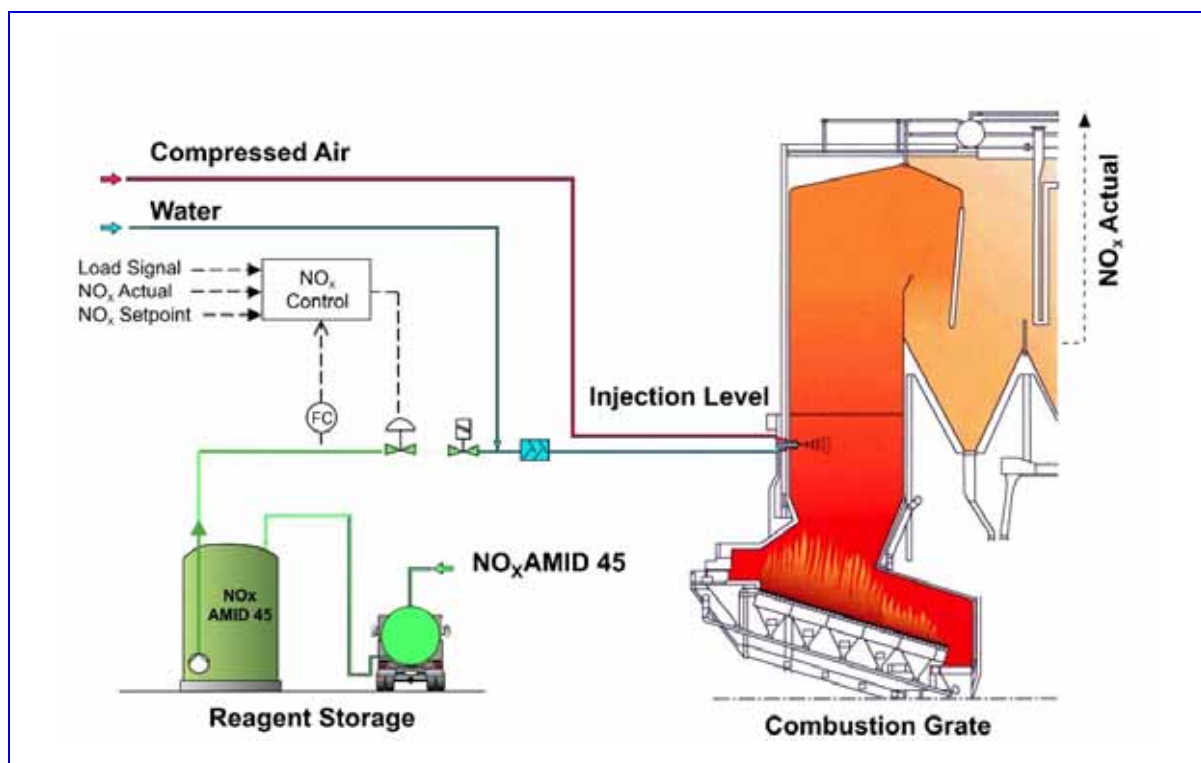 Compressed Air
Water
Load Signal
NOₓ Actual
NOₓ Setpoint
NOₓ
Control
FC
Injection Level
NOₓ Actual
NOₓAMID 45
NOx
AMID 45
Reagent Storage
Combustion Grate